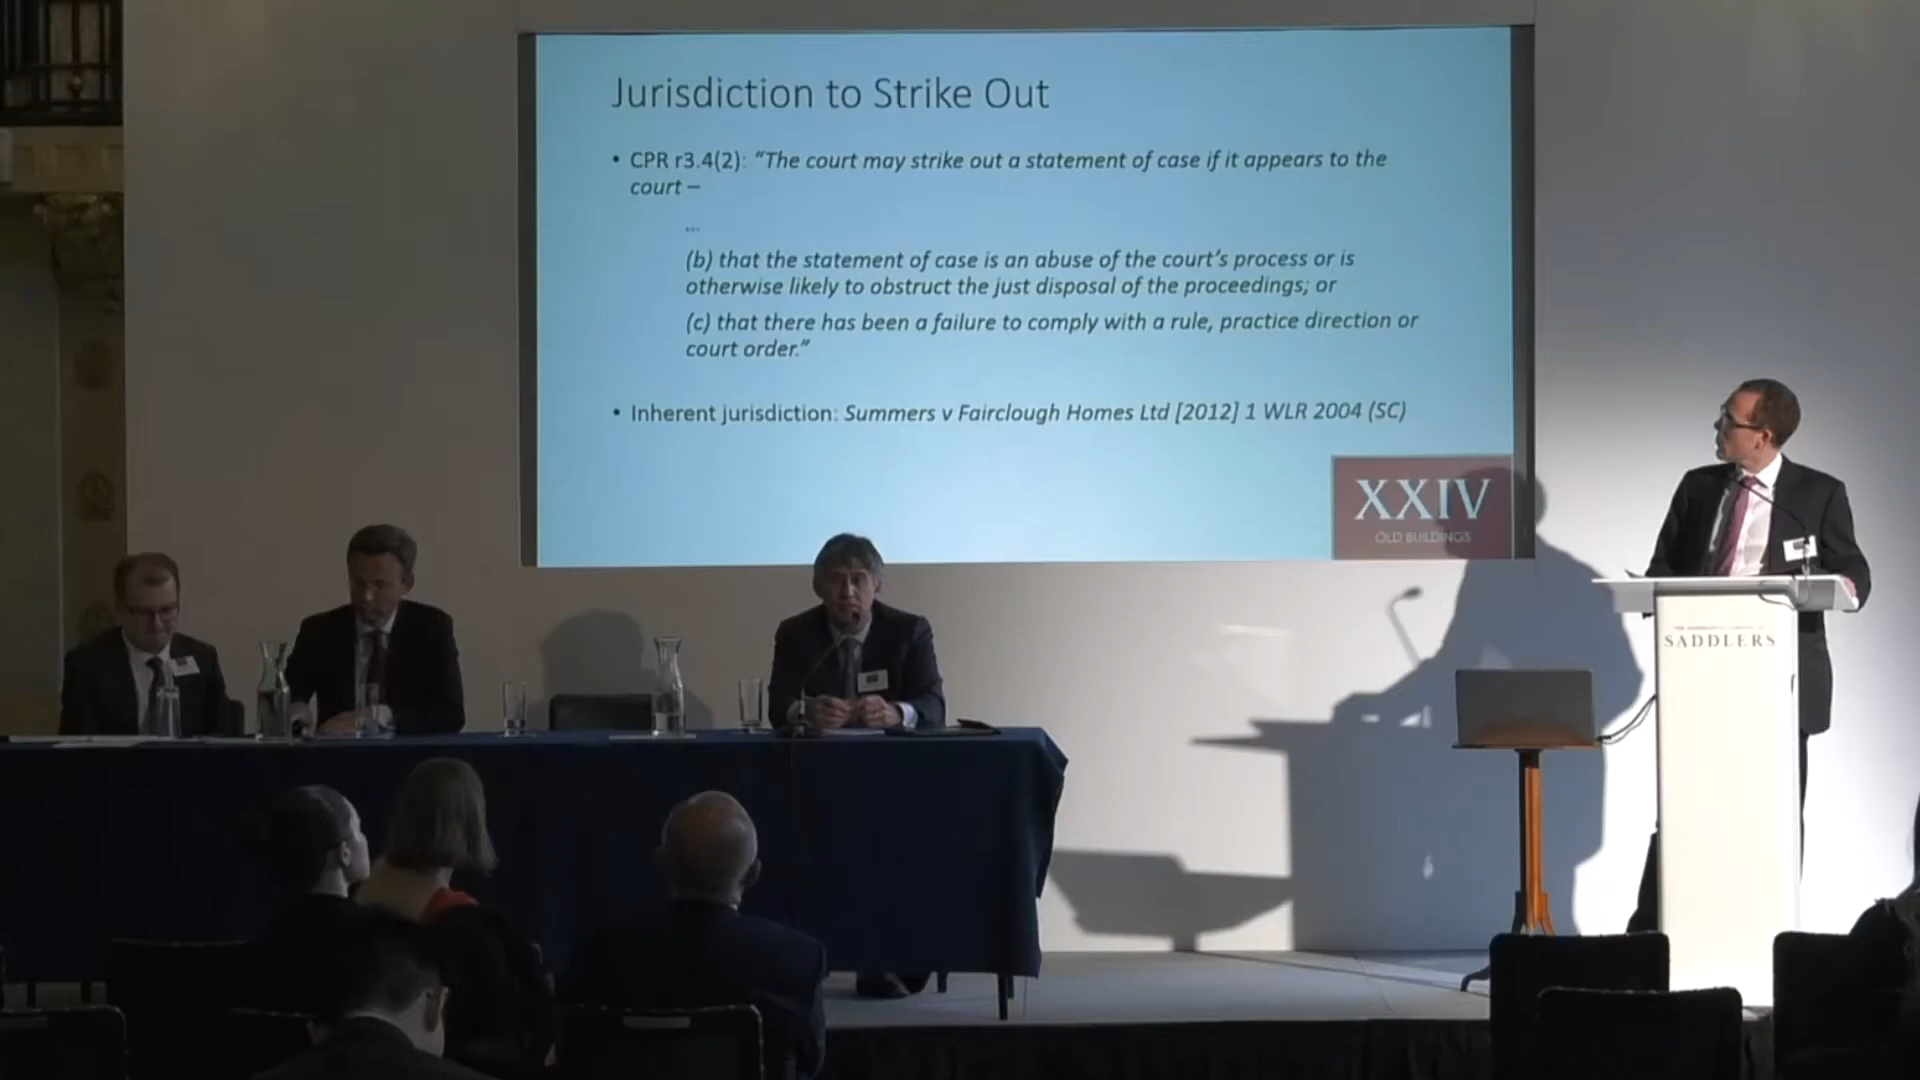 Jurisdiction to Strike Out
• CPR r3.4(2): “The court may strike out a statement of case if it appears to the
court –
...
(b) that the statement of case is an abuse of the court’s process or is
otherwise likely to obstruct the just disposal of the proceedings; or
(c) that there has been a failure to comply with a rule, practice direction or
court order.”
• Inherent jurisdiction: Summers v Fairclough Homes Ltd [2012] 1 WLR 2004 (SC)
XXIV
OLD BUILDINGS
SADDLERS